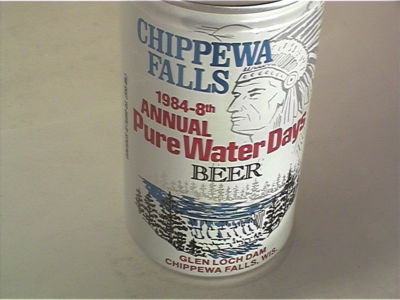 CHIPPEWA
FALLS
1984-8th
ANNUAL
Pure Water Days
BEER
GLEN LOCH DAM
CHIPPEWA FALLS, WIS.